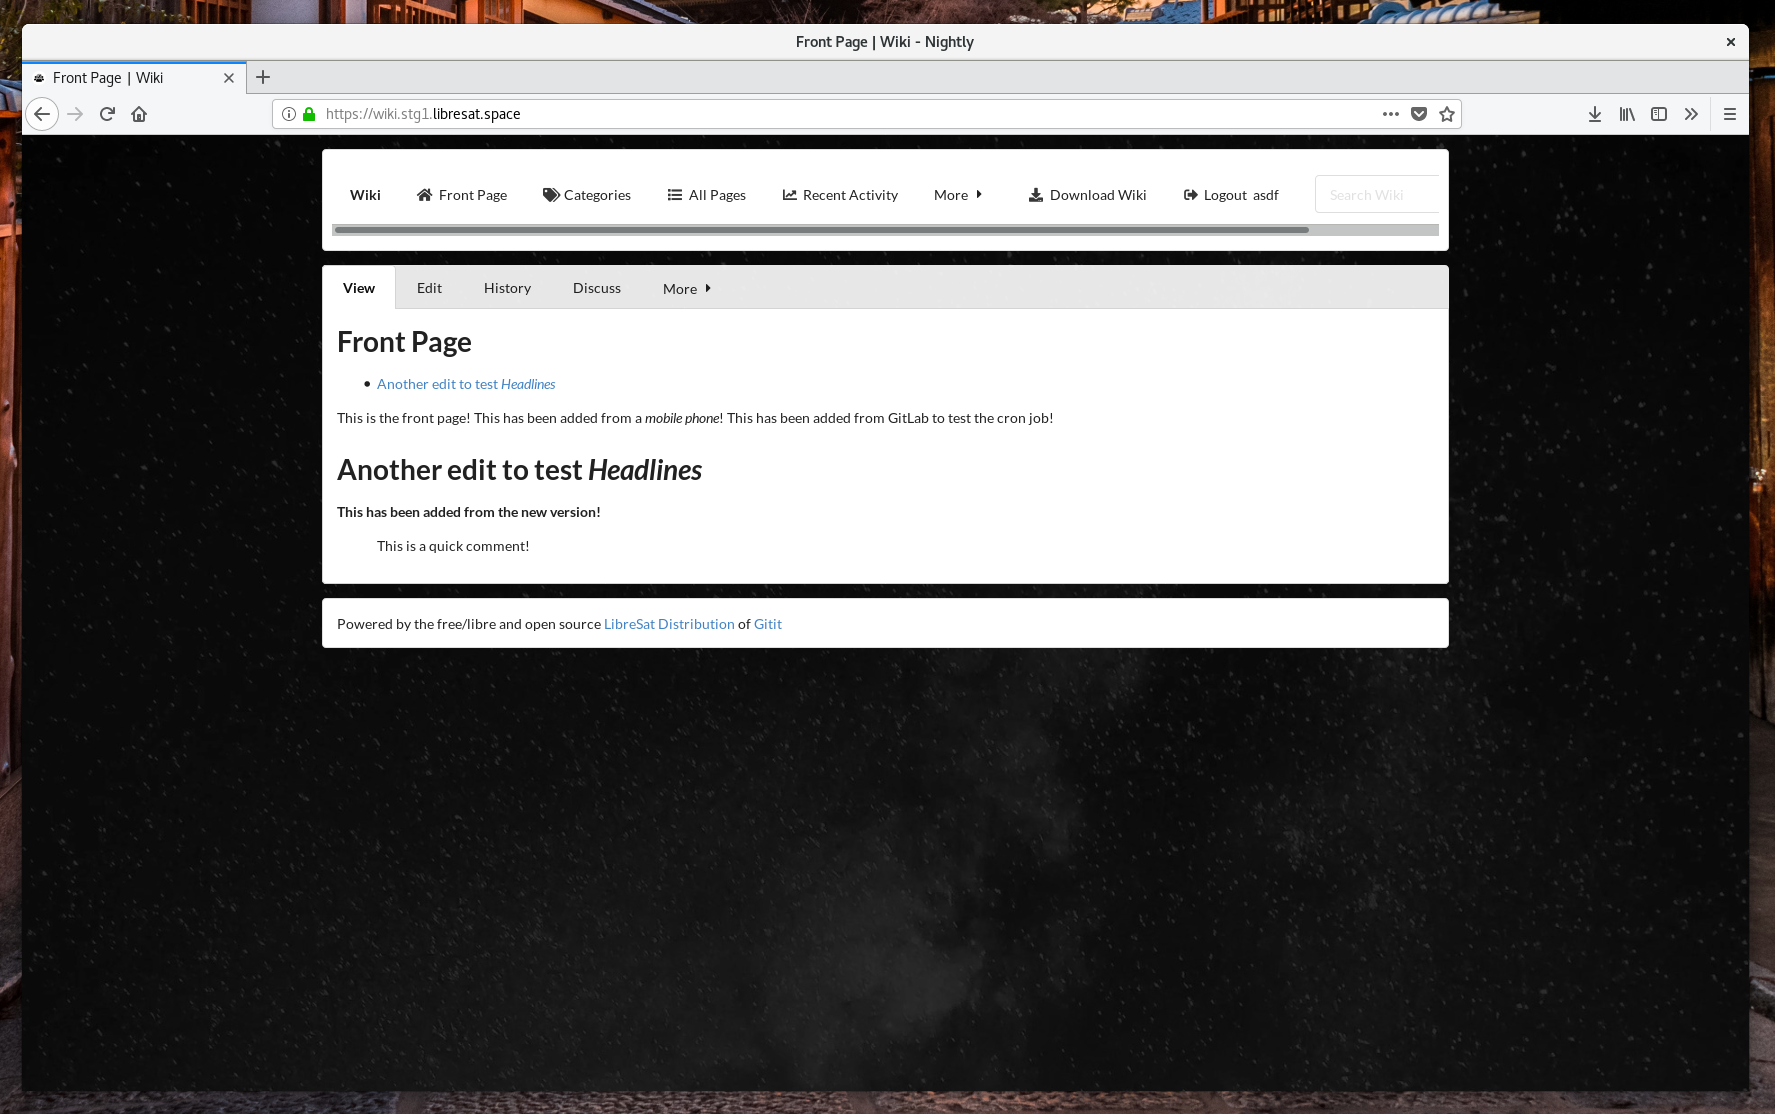 Front Page | Wiki - Nightly
Front Page | Wiki
https://wiki.stg1.libresat.space
Wiki Front Page Categories All Pages Recent Activity More Download Wiki Logout asdf Search Wiki
View Edit History Discuss More
Front Page
Another edit to test Headlines
This is the front page! This has been added from a mobile phone! This has been added from GitLab to test the cron job!
Another edit to test Headlines
This has been added from the new version!
This is a quick comment!
Powered by the free/libre and open source LibreSat Distribution of Gitit